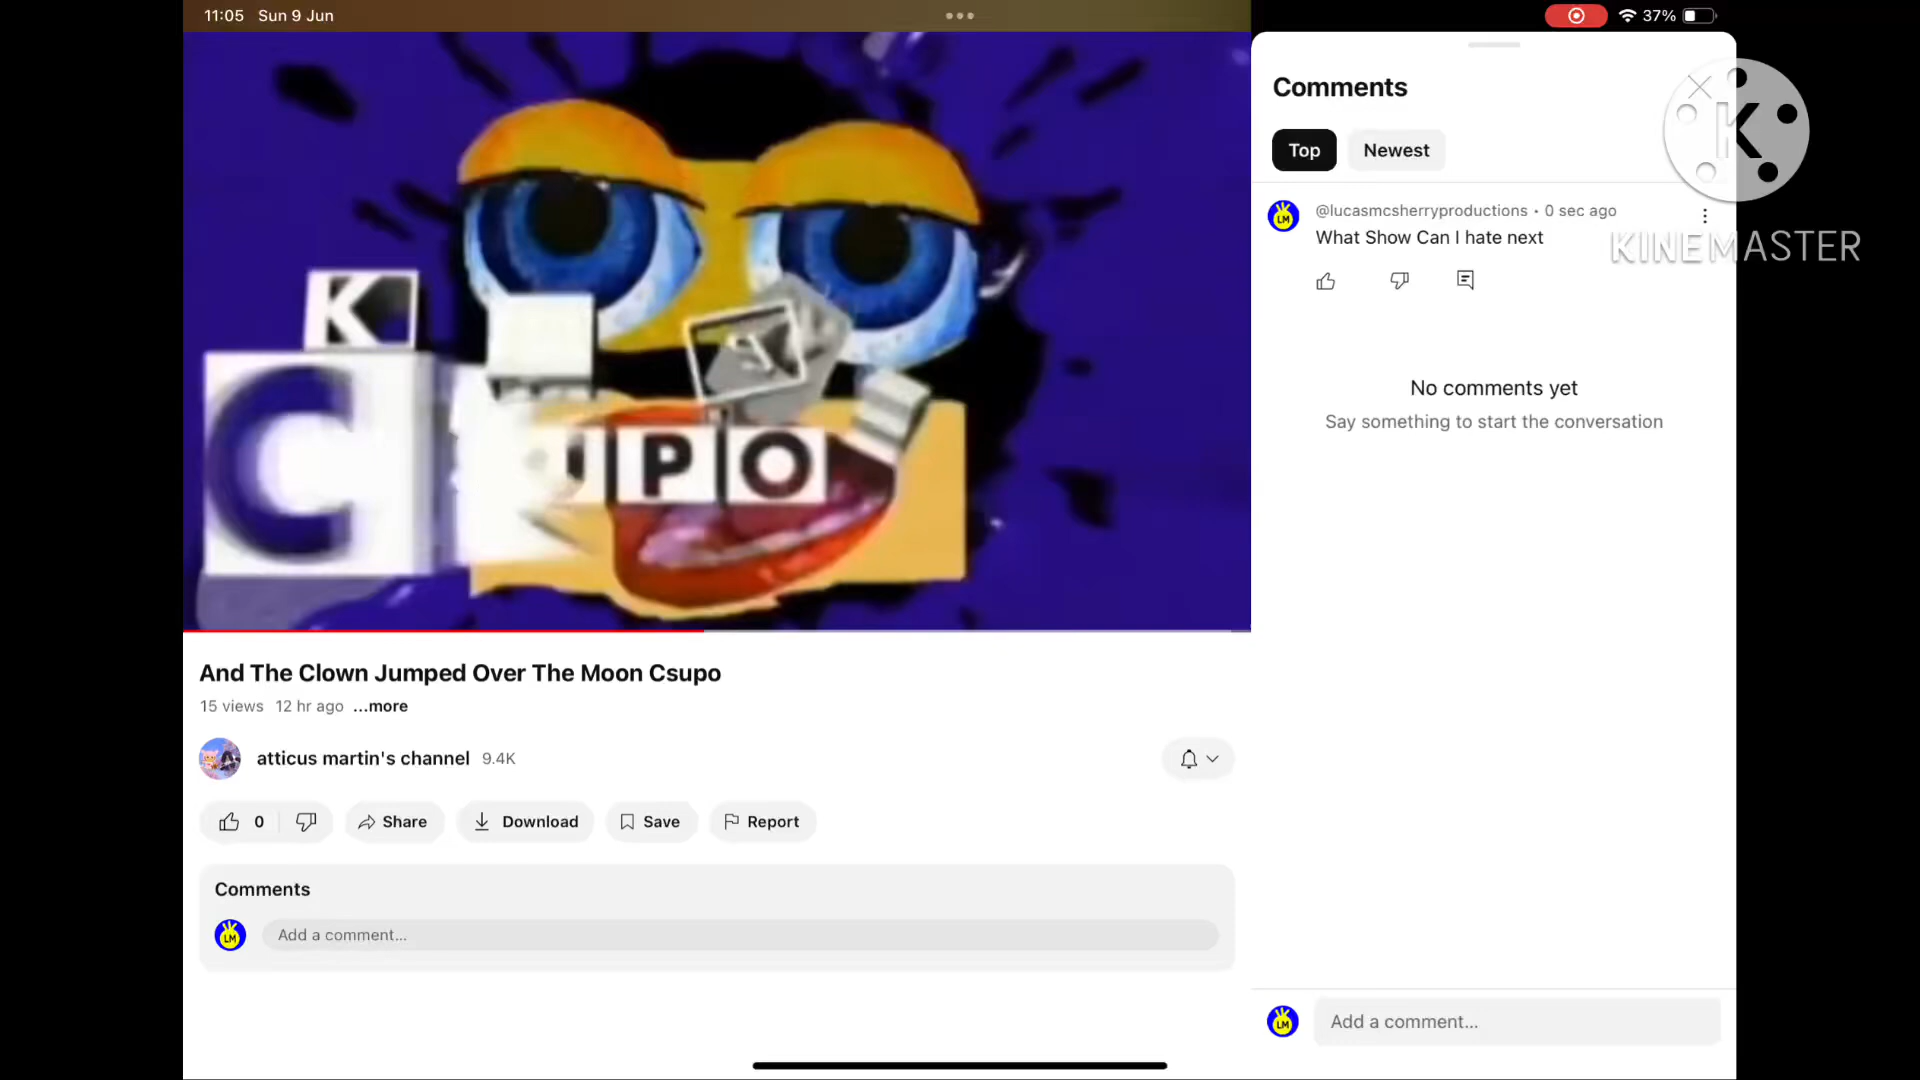 11:05 Sun 9 Jun
37%
K
C
P O
Comments
Top Newest
K
KINEMASTER
@lucasmcsherryproductions • 0 sec ago
What Show Can I hate next
No comments yet
Say something to start the conversation
And The Clown Jumped Over The Moon Csupo
15 views 12 hr ago ...more
atticus martin's channel 9.4K
0 Share Download Save Report
Comments
LM Add a comment...
LM Add a comment...